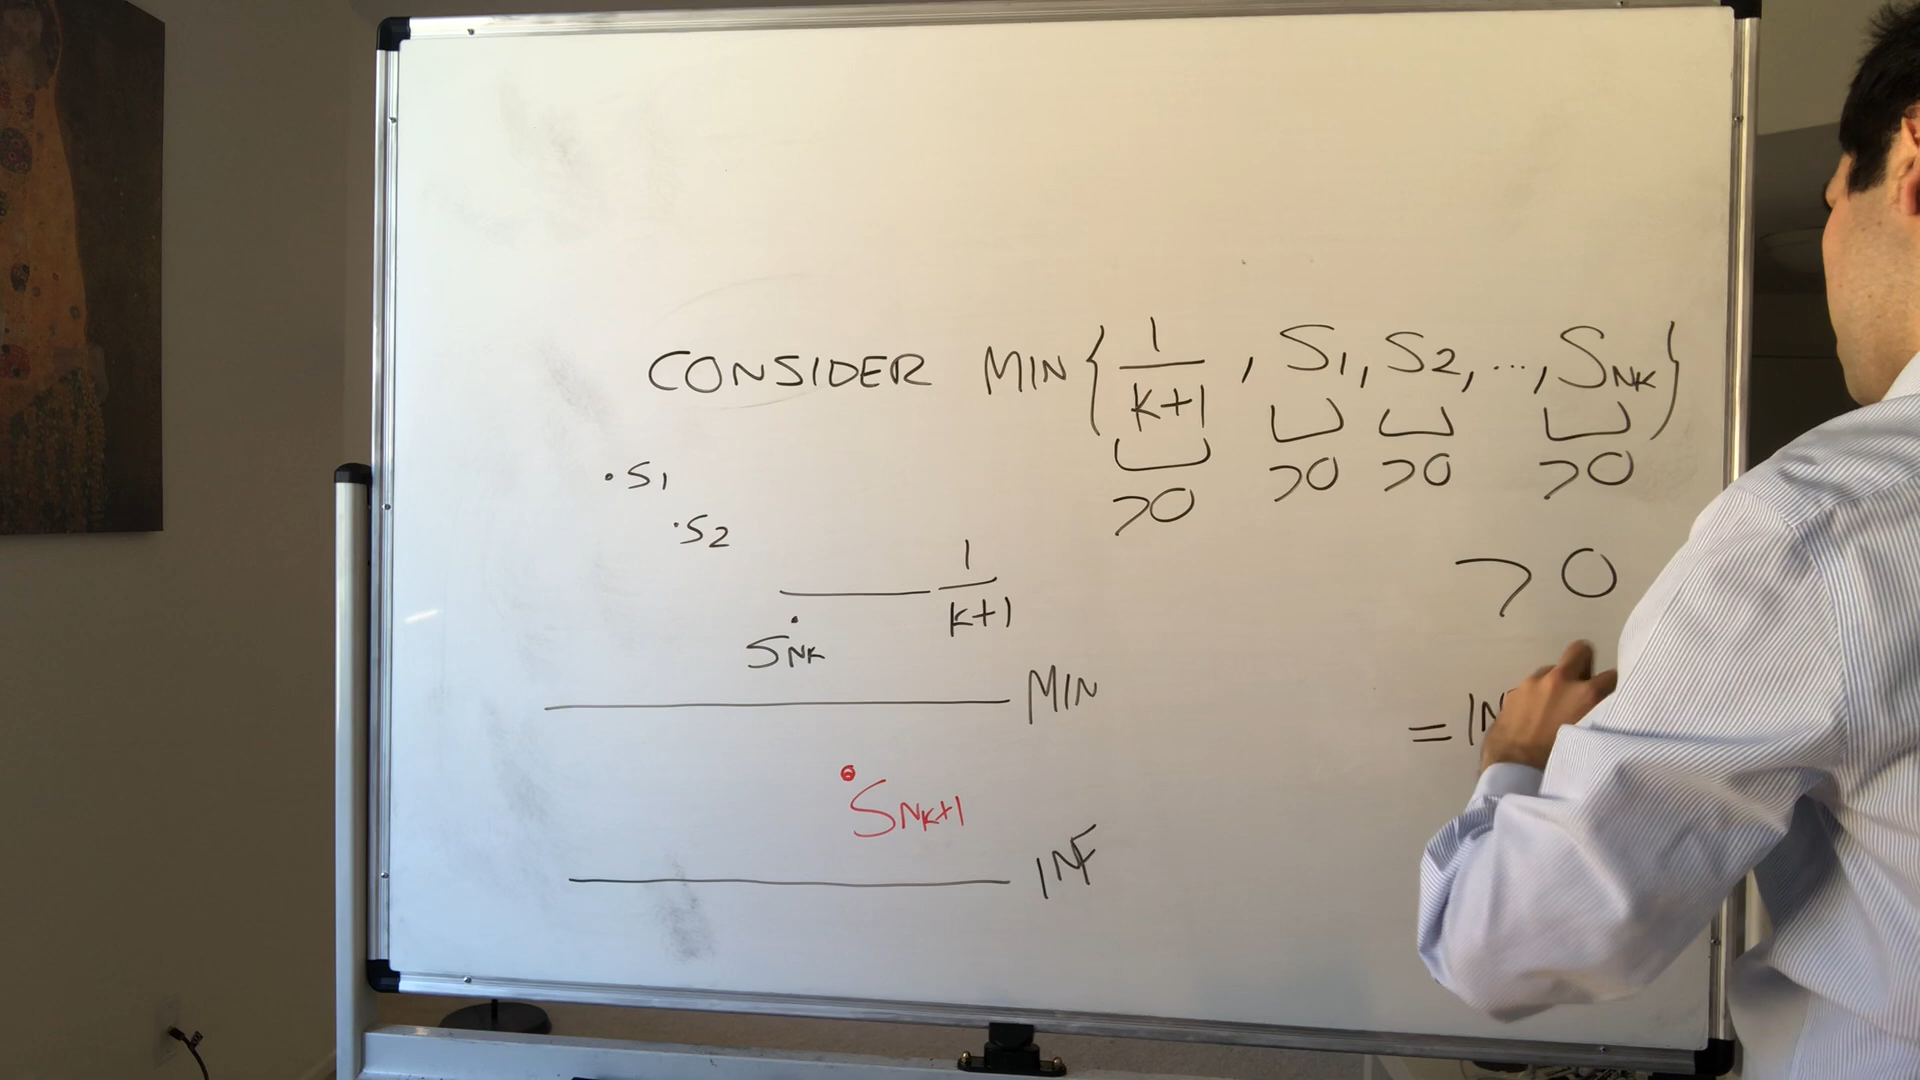 CONSIDER MIN { 1/K+1 , S1, S2, ..., SNK }
>0 >0 >0 >0
• S1
• S2
> 0
1/K+1
SNK
MIN
SNK+1
INF